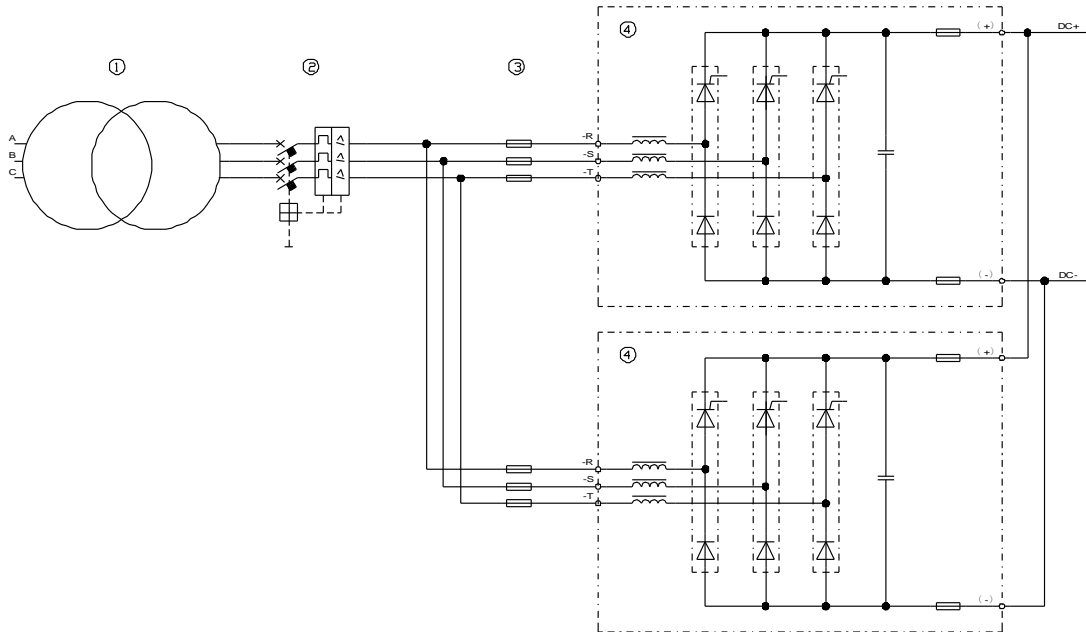 ④
(+)
DC+
①
②
③
A
B
C
-R
-S
-T
(-)
DC-
④
(+)
-R
-S
-T
(-)